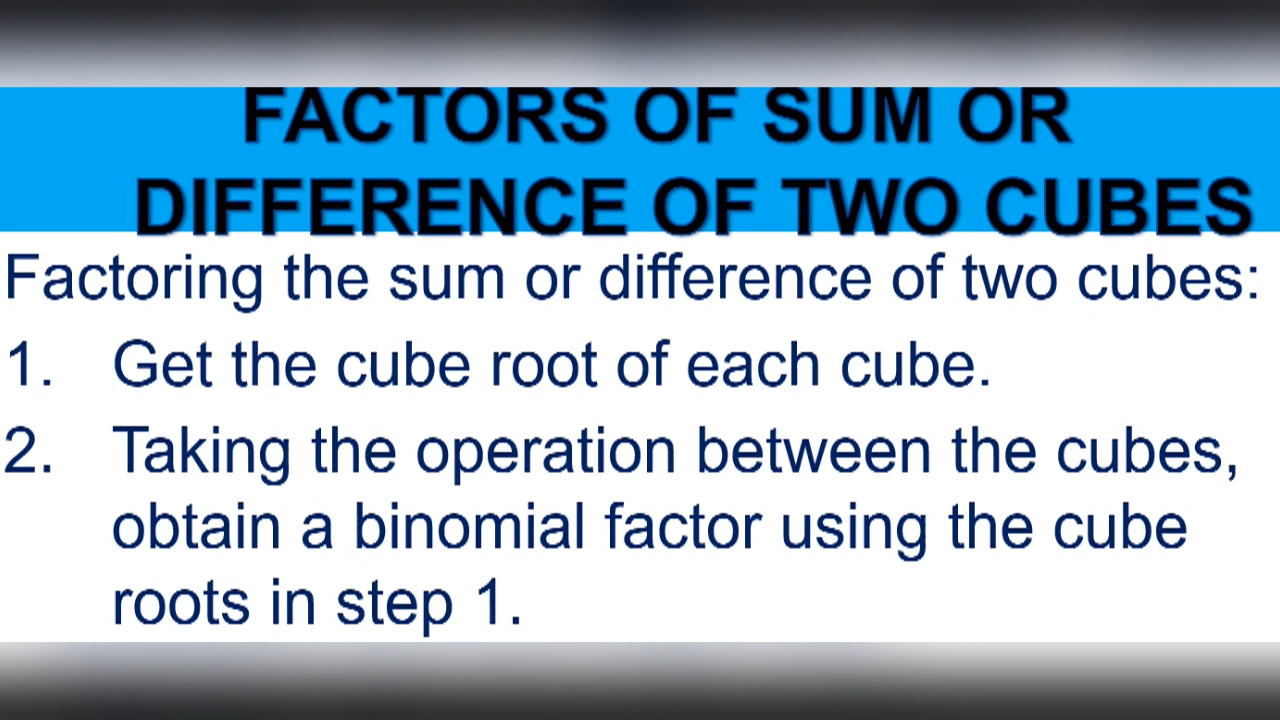 FACTORS OF SUM OR
DIFFERENCE OF TWO CUBES
Factoring the sum or difference of two cubes:
1. Get the cube root of each cube.
2. Taking the operation between the cubes,
obtain a binomial factor using the cube
roots in step 1.